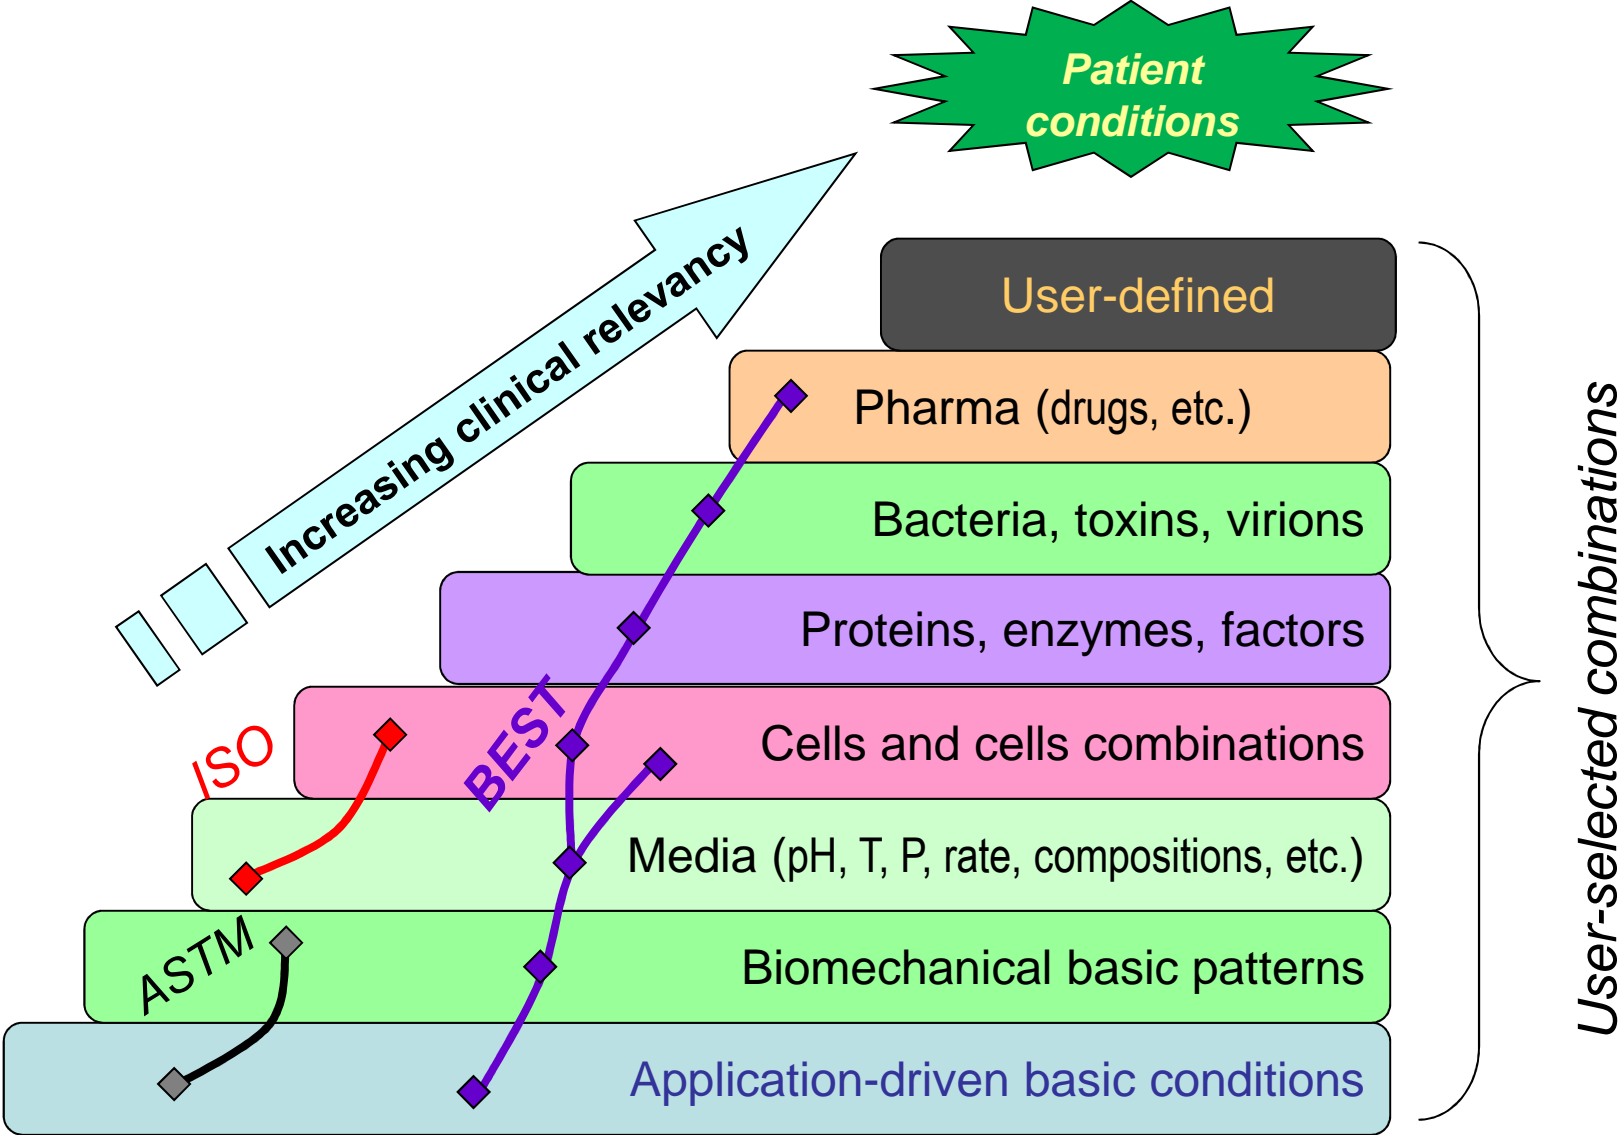 Patient
conditions
Increasing clinical relevancy
User-defined
Pharma (drugs, etc.)
Bacteria, toxins, virions
Proteins, enzymes, factors
BEST
ISO
Cells and cells combinations
Media (pH, T, P, rate, compositions, etc.)
ASTM
Biomechanical basic patterns
Application-driven basic conditions
User-selected combinations